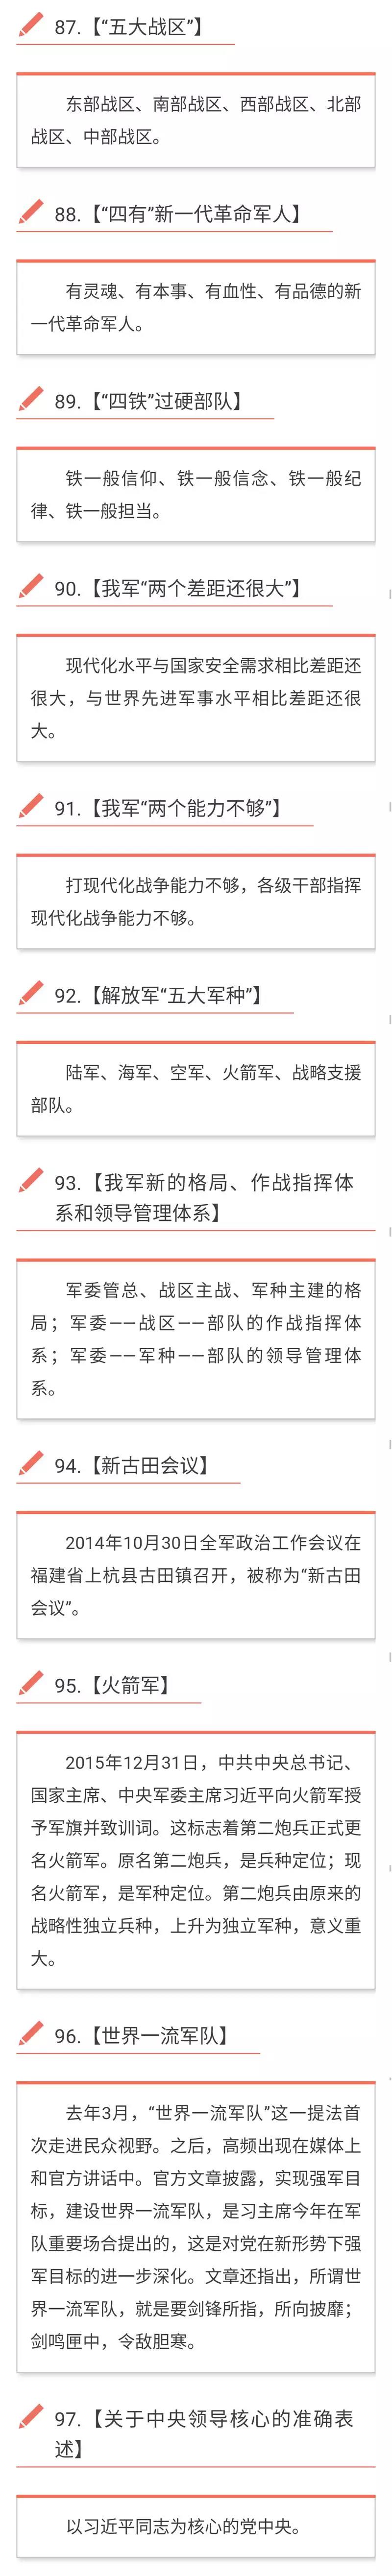 87.【“五大战区”】
东部战区、南部战区、西部战区、北部
战区、中部战区。
88.【“四有”新一代革命军人】
有灵魂、有本事、有血性、有品德的新
一代革命军人。
89.【“四铁”过硬部队】
铁一般信仰、铁一般信念、铁一般纪
律、铁一般担当。
90.【我军“两个差距还很大”】
现代化水平与国家安全需求相比差距还
很大，与世界先进军事水平相比差距还很
大。
91.【我军“两个能力不够”】
打现代化战争能力不够，各级干部指挥
现代化战争能力不够。
92.【解放军“五大军种”】
陆军、海军、空军、火箭军、战略支援
部队。
93.【我军新的格局、作战指挥体
系和领导管理体系】
军委管总、战区主战、军种主建的格
局；军委——战区——部队的作战指挥体
系；军委——军种——部队的领导管理体
系。
94.【新古田会议】
2014年10月30日全军政治工作会议在
福建省上杭县古田镇召开，被称为“新古田
会议”。
95.【火箭军】
2015年12月31日，中共中央总书记、
国家主席、中央军委主席习近平向火箭军授
予军旗并致训词。这标志着第二炮兵正式更
名火箭军。原名第二炮兵，是兵种定位；现
名火箭军，是军种定位。第二炮兵由原来的
战略性独立兵种，上升为独立军种，意义重
大。
96.【世界一流军队】
去年3月，“世界一流军队”这一提法首
次走进民众视野。之后，高频出现在媒体上
和官方讲话中。官方文章披露，实现强军目
标，建设世界一流军队，是习主席今年在军
队重要场合提出的，这是对党在新形势下强
军目标的进一步深化。文章还指出，所谓世
界一流军队，就是要剑锋所指，所向披靡；
剑鸣匣中，令敌胆寒。
97.【关于中央领导核心的准确表
述】
以习近平同志为核心的党中央。